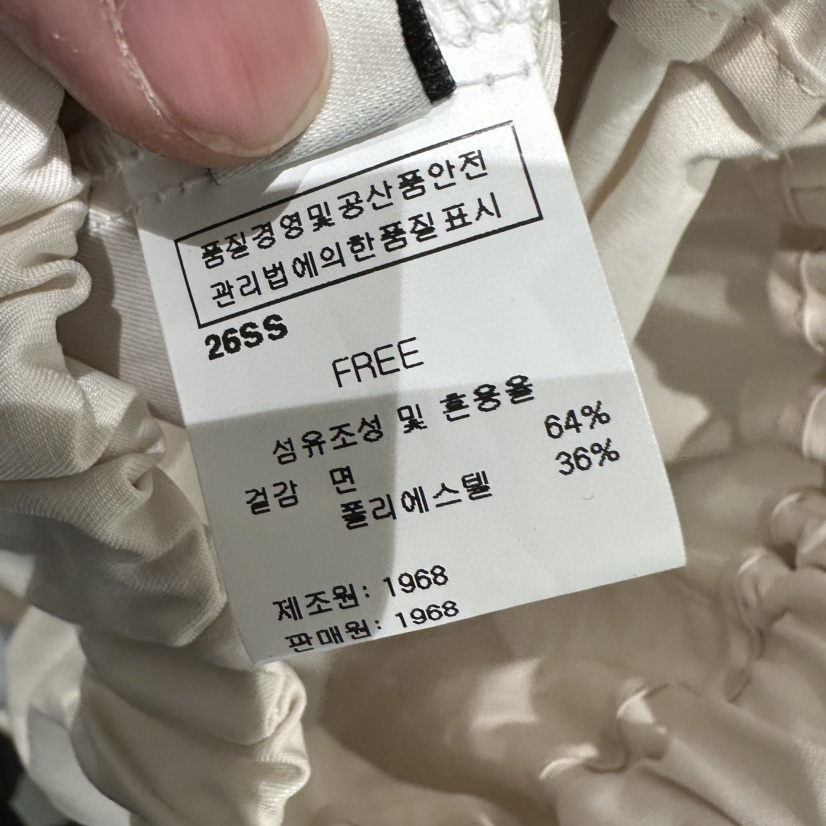 품질경영및공산품안전
관리법에의한품질표시
26SS
FREE
섬유조성 및 혼용율
겉감 면 64%
폴리에스텔 36%
제조원: 1968
판매원: 1968